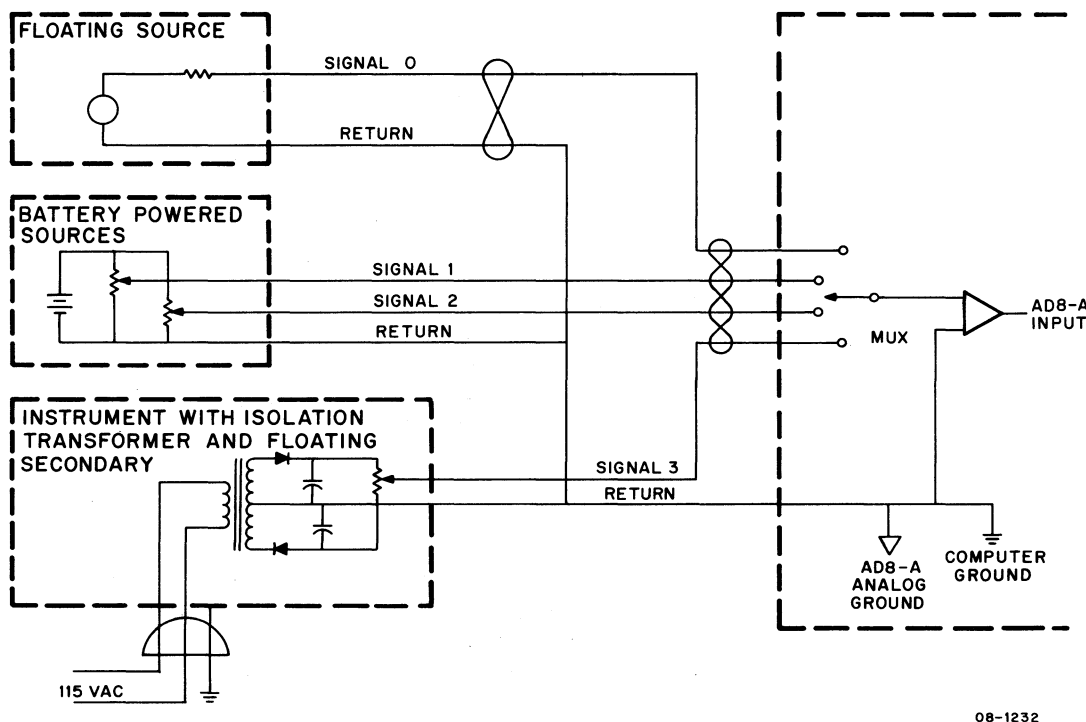 FLOATING SOURCE
SIGNAL 0
RETURN
BATTERY POWERED
SOURCES
SIGNAL 1
SIGNAL 2
RETURN
MUX
AD8-A
INPUT
INSTRUMENT WITH ISOLATION
TRANSFORMER AND FLOATING
SECONDARY
SIGNAL 3
RETURN
AD8-A
ANALOG
GROUND
COMPUTER
GROUND
115 VAC
08-1232